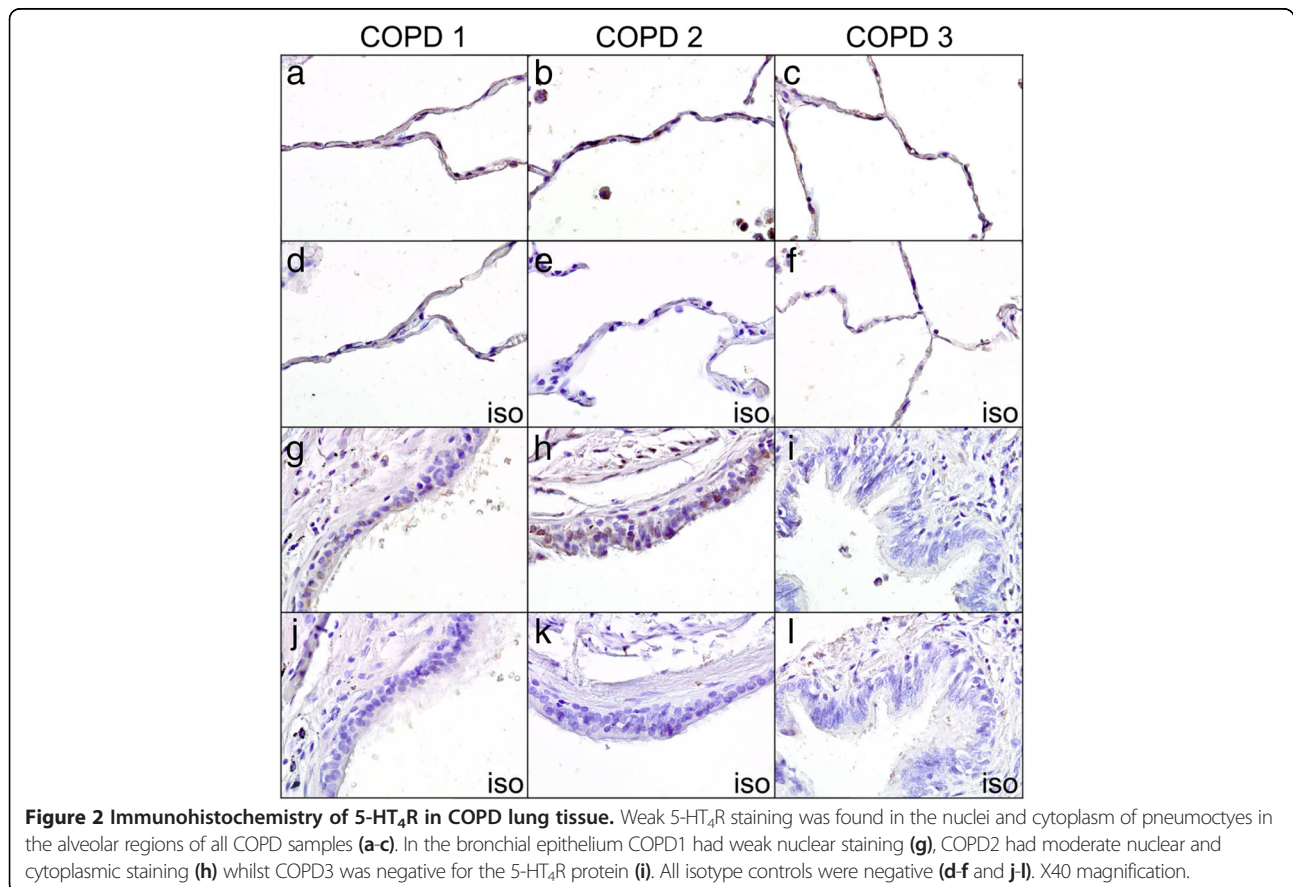 COPD 1 COPD 2 COPD 3
a b c
d iso e iso f iso
g h i
j iso k iso l iso
Figure 2 Immunohistochemistry of 5-HT₄R in COPD lung tissue. Weak 5-HT₄R staining was found in the nuclei and cytoplasm of pneumoctyes in
the alveolar regions of all COPD samples (a-c). In the bronchial epithelium COPD1 had weak nuclear staining (g), COPD2 had moderate nuclear and
cytoplasmic staining (h) whilst COPD3 was negative for the 5-HT₄R protein (i). All isotype controls were negative (d-f and j-l). X40 magnification.